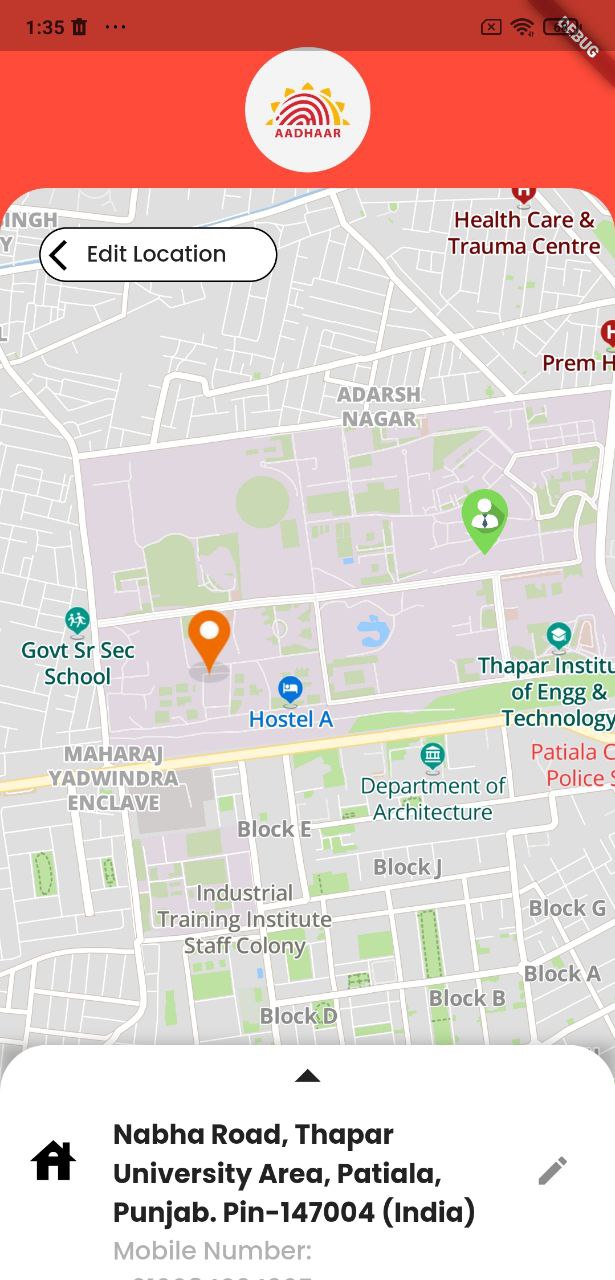 1:35
DEBUG
AADHAAR
INGH
Y
Edit Location
Health Care &
Trauma Centre
Prem H
ADARSH
NAGAR
Govt Sr Sec
School
Thapar Institu
of Engg &
Technology
Hostel A
MAHARAJ
YADWINDRA
ENCLAVE
Patiala C
Police S
Department of
Architecture
Block E
Block J
Industrial
Training Institute
Staff Colony
Block G
Block A
Block B
Block D
Nabha Road, Thapar
University Area, Patiala,
Punjab. Pin-147004 (India)
Mobile Number: